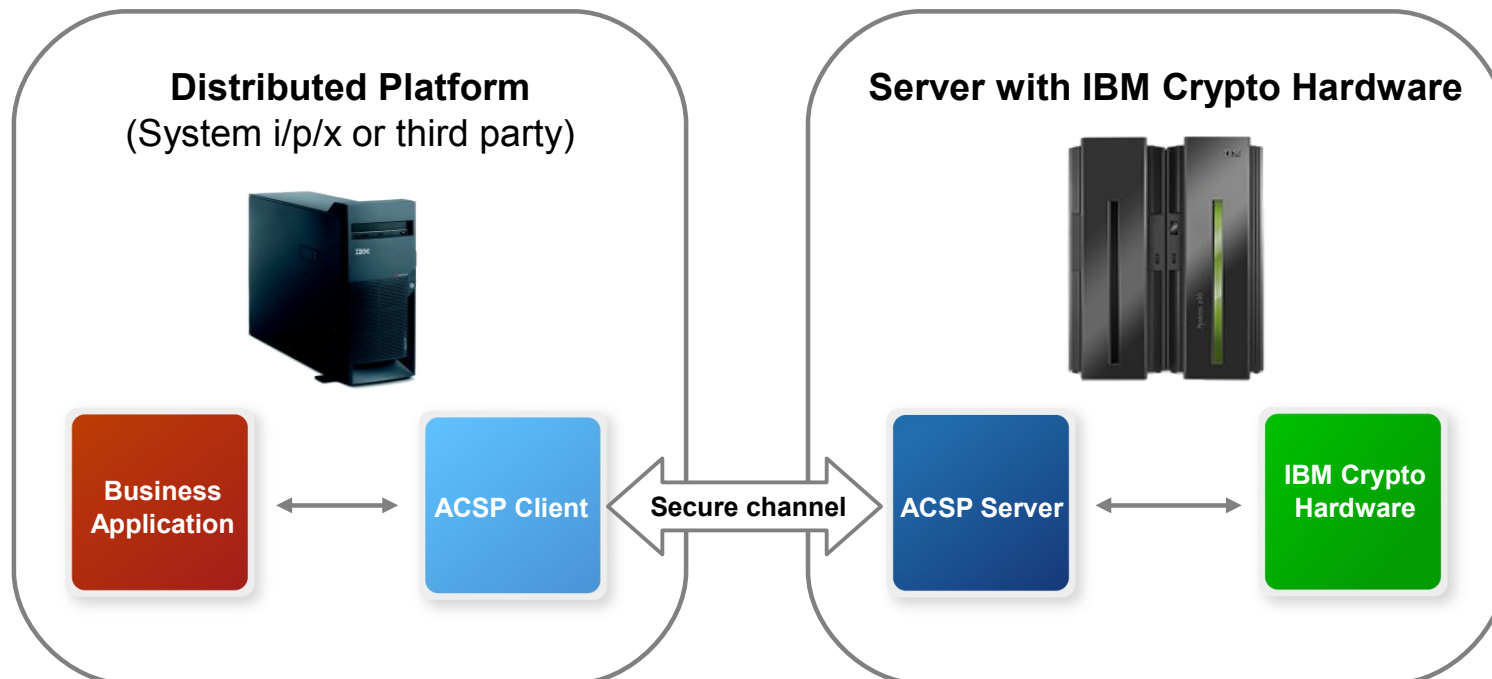 Distributed Platform
(System i/p/x or third party)
Server with IBM Crypto Hardware
IBM
Business
Application
ACSP Client
Secure channel
ACSP Server
IBM Crypto
Hardware